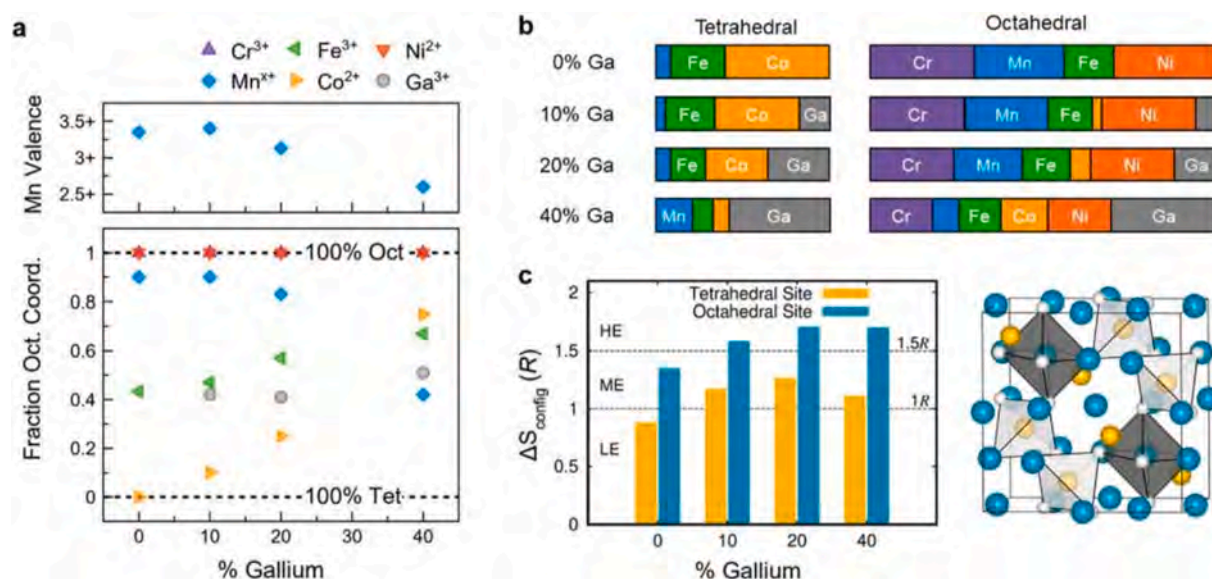 a
Cr3+ Fe3+ Ni2+
Mnx+ Co2+ Ga3+
Mn Valence
3.5+
3+
2.5+
Fraction Oct. Coord.
1
0.8
0.6
0.4
0.2
0
100% Oct
100% Tet
0 10 20 30 40
% Gallium
b
Tetrahedral Octahedral
0% Ga Fe Co Cr Mn Fe Ni
10% Ga Fe Co Ga Cr Mn Fe Ni
20% Ga Fe Co Ga Cr Mn Fe Ni Ga
40% Ga Mn Ga Cr Fe Co Ni Ga
c
ΔSconfig (R)
2
1.5
1
0.5
0
Tetrahedral Site
Octahedral Site
HE
ME
LE
1.5R
1R
0 10 20 40
% Gallium